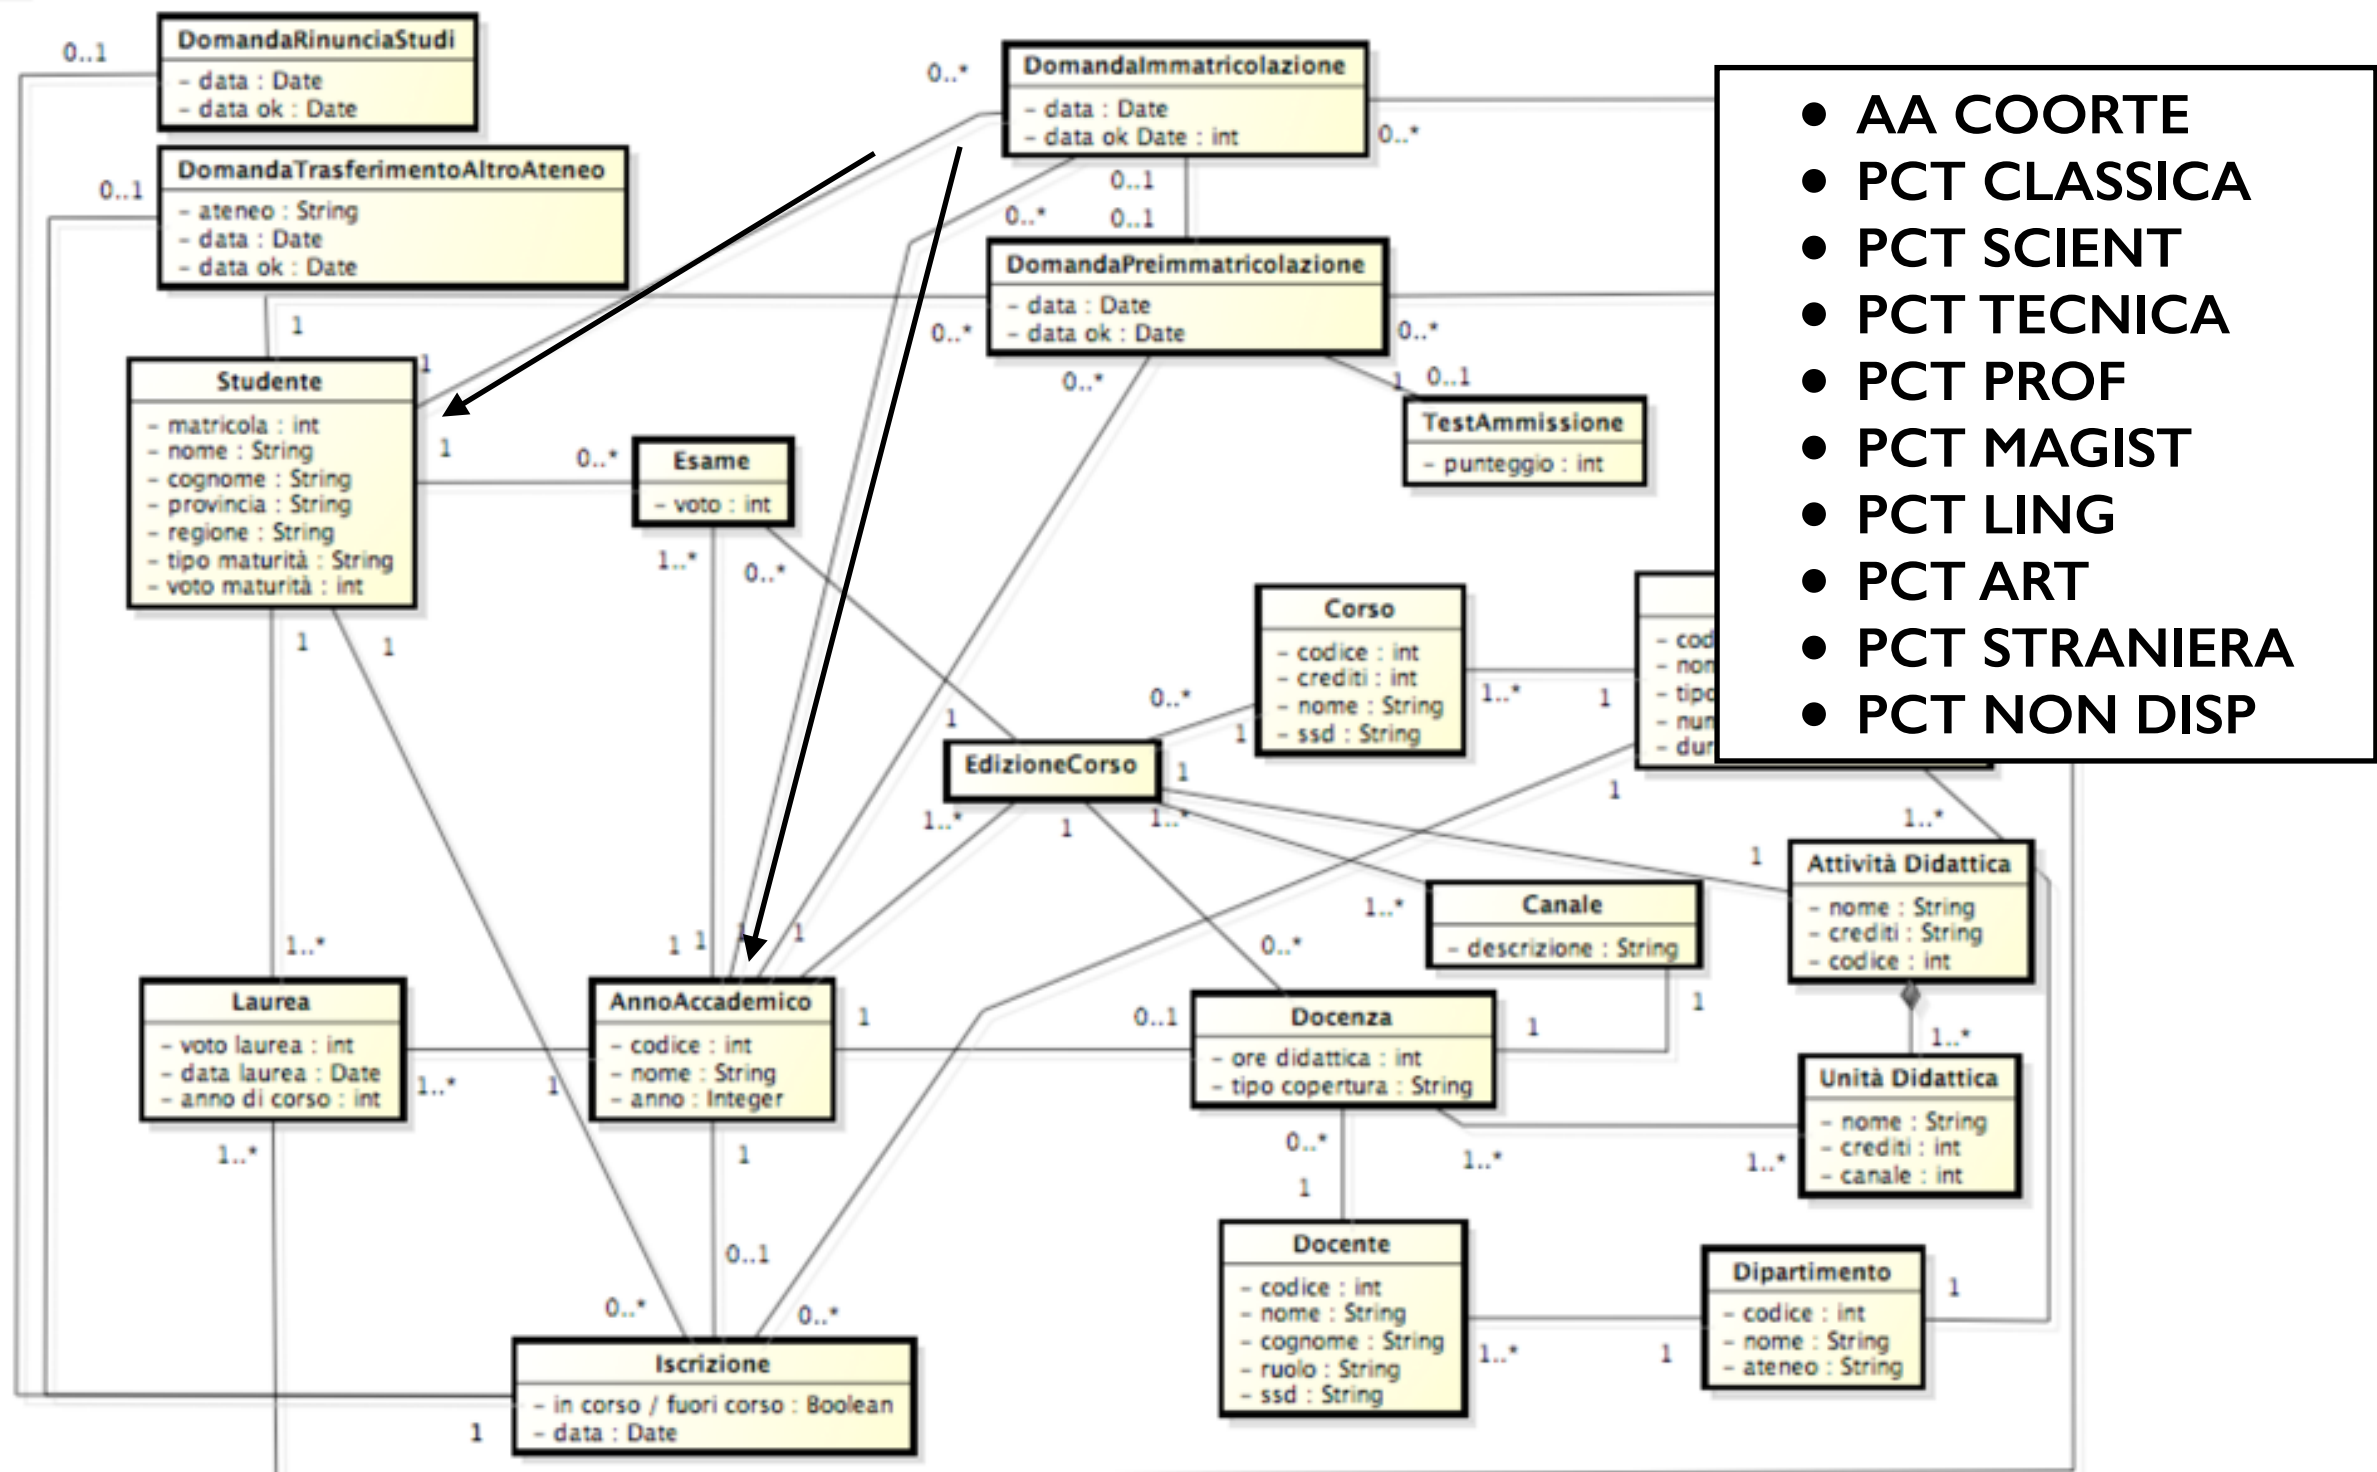 DomandaRinunciaStudi
- data : Date
- data ok : Date
0..1
DomandaTrasferimentoAltroAteneo
- ateneo : String
- data : Date
- data ok : Date
0..1
DomandaImmatricolazione
- data : Date
- data ok Date : int
0..*
0..*
0..1
0..*
0..1
DomandaPreimmatricolazione
- data : Date
- data ok : Date
0..*
0..*
0..*
1
0..1
TestAmmissione
- punteggio : int
• AA COORTE
• PCT CLASSICA
• PCT SCIENT
• PCT TECNICA
• PCT PROF
• PCT MAGIST
• PCT LING
• PCT ART
• PCT STRANIERA
• PCT NON DISP
1
1
Studente
- matricola : int
- nome : String
- cognome : String
- provincia : String
- regione : String
- tipo maturità : String
- voto maturità : int
1
0..*
Esame
- voto : int
1..*
0..*
1
1
Corso
- codice : int
- crediti : int
- nome : String
- ssd : String
1..*
1
- cod
- non
- tipo
- nun
- dur
0..*
1
1
EdizioneCorso
1
1..*
1
1..*
1
1..*
1
Attività Didattica
- nome : String
- crediti : String
- codice : int
1..*
Canale
- descrizione : String
1
0..*
1..*
1
1
1
Laurea
- voto laurea : int
- data laurea : Date
- anno di corso : int
1..*
1
1..*
AnnoAccademico
- codice : int
- nome : String
- anno : Integer
1
1
0..1
Docenza
- ore didattica : int
- tipo copertura : String
1
1..*
Unità Didattica
- nome : String
- crediti : int
- canale : int
1..*
1..*
0..*
1
Docente
- codice : int
- nome : String
- cognome : String
- ruolo : String
- ssd : String
1..*
1
Dipartimento
- codice : int
- nome : String
- ateneo : String
1
0..1
0..*
0..*
Iscrizione
- in corso / fuori corso : Boolean
- data : Date
1